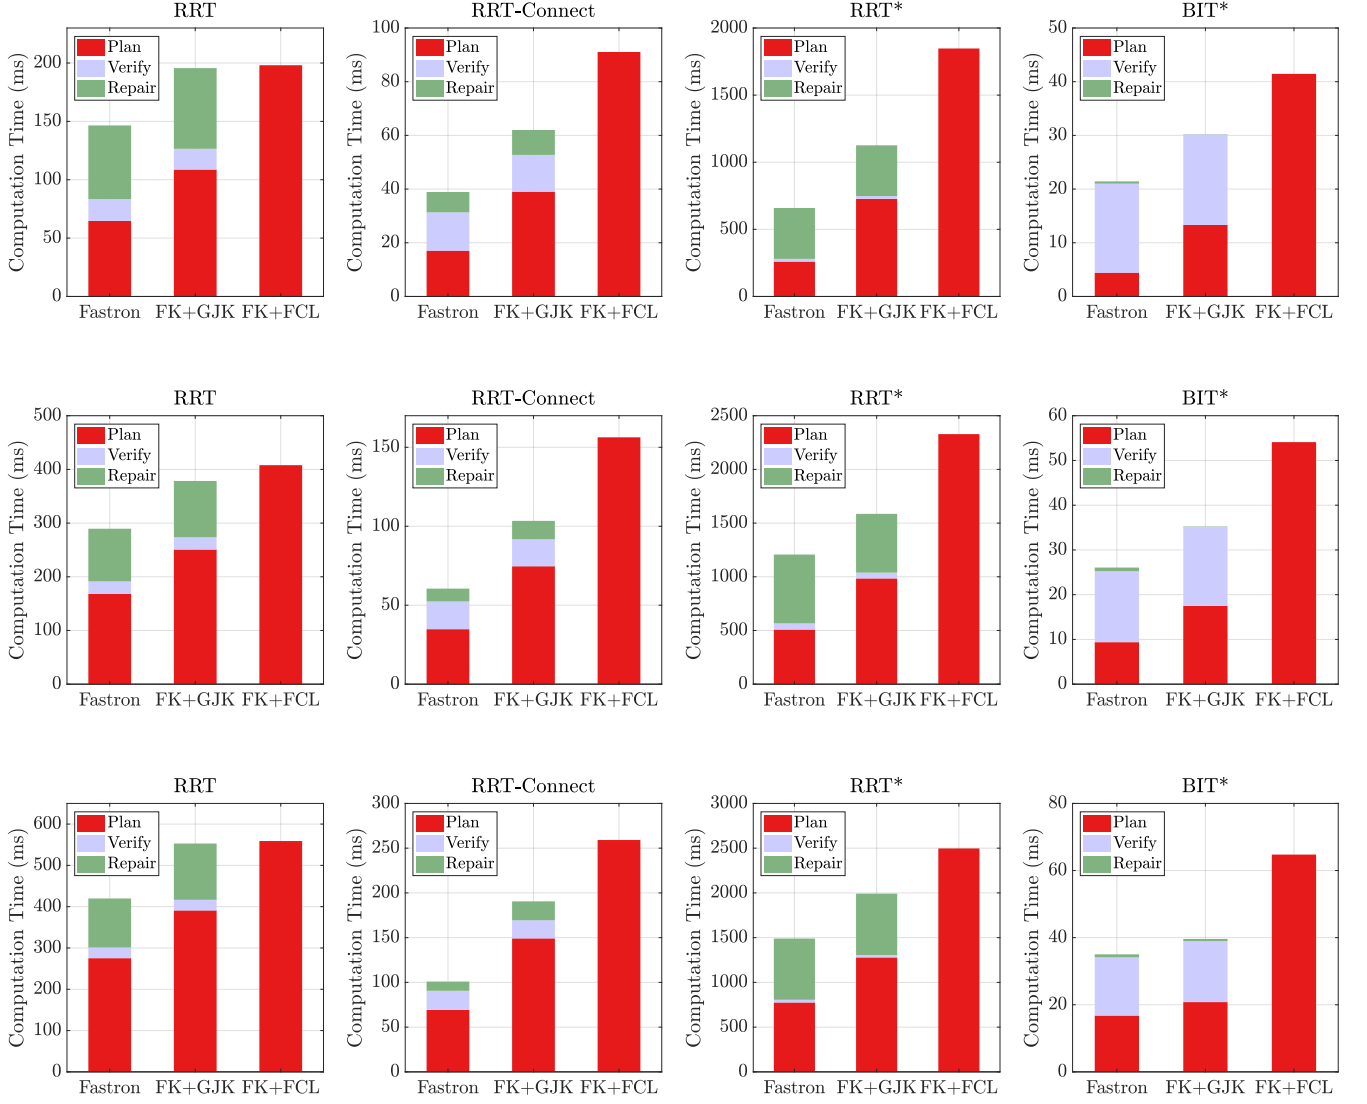 RRT
Computation Time (ms)
200
150
100
50
0
Plan
Verify
Repair
Fastron FK+GJK FK+FCL
RRT-Connect
Computation Time (ms)
100
80
60
40
20
0
Plan
Verify
Repair
Fastron FK+GJK FK+FCL
RRT*
Computation Time (ms)
2000
1500
1000
500
0
Plan
Verify
Repair
Fastron FK+GJK FK+FCL
BIT*
Computation Time (ms)
50
40
30
20
10
0
Plan
Verify
Repair
Fastron FK+GJK FK+FCL
RRT
Computation Time (ms)
500
400
300
200
100
0
Plan
Verify
Repair
Fastron FK+GJK FK+FCL
RRT-Connect
Computation Time (ms)
150
100
50
0
Plan
Verify
Repair
Fastron FK+GJK FK+FCL
RRT*
Computation Time (ms)
2500
2000
1500
1000
500
0
Plan
Verify
Repair
Fastron FK+GJK FK+FCL
BIT*
Computation Time (ms)
60
50
40
30
20
10
0
Plan
Verify
Repair
Fastron FK+GJK FK+FCL
RRT
Computation Time (ms)
600
500
400
300
200
100
0
Plan
Verify
Repair
Fastron FK+GJK FK+FCL
RRT-Connect
Computation Time (ms)
300
250
200
150
100
50
0
Plan
Verify
Repair
Fastron FK+GJK FK+FCL
RRT*
Computation Time (ms)
3000
2500
2000
1500
1000
500
0
Plan
Verify
Repair
Fastron FK+GJK FK+FCL
BIT*
Computation Time (ms)
80
60
40
20
0
Plan
Verify
Repair
Fastron FK+GJK FK+FCL